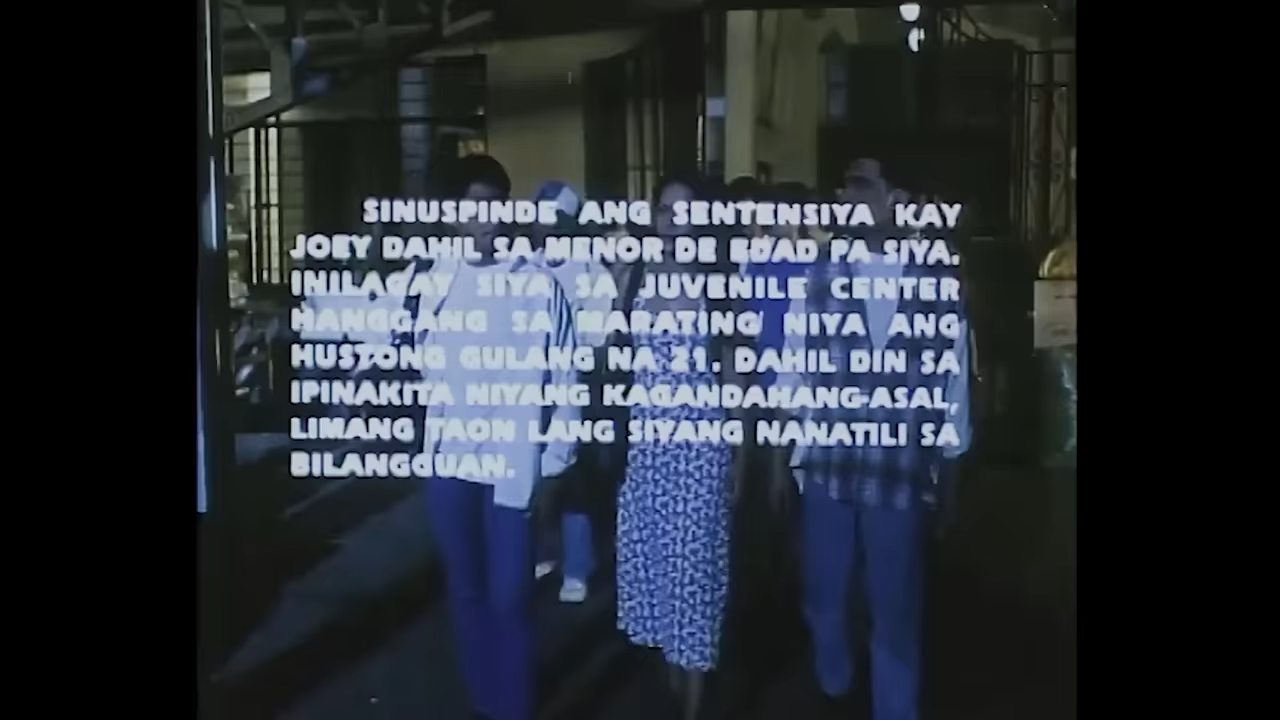 SINUSPINDE ANG SENTENSIYA KAY
JOEY DAHIL SA MENOR DE EDAD PA SIYA.
INILAGAY SIYA SA JUVENILE CENTER
HANGGANG SA MARATING NIYA ANG
HUSTONG GULANG NA 21. DAHIL DIN SA
IPINAKITA NIYANG KAGANDAHANG-ASAL,
LIMANG TAON LANG SIYANG NANATILI SA
BILANGGUAN.